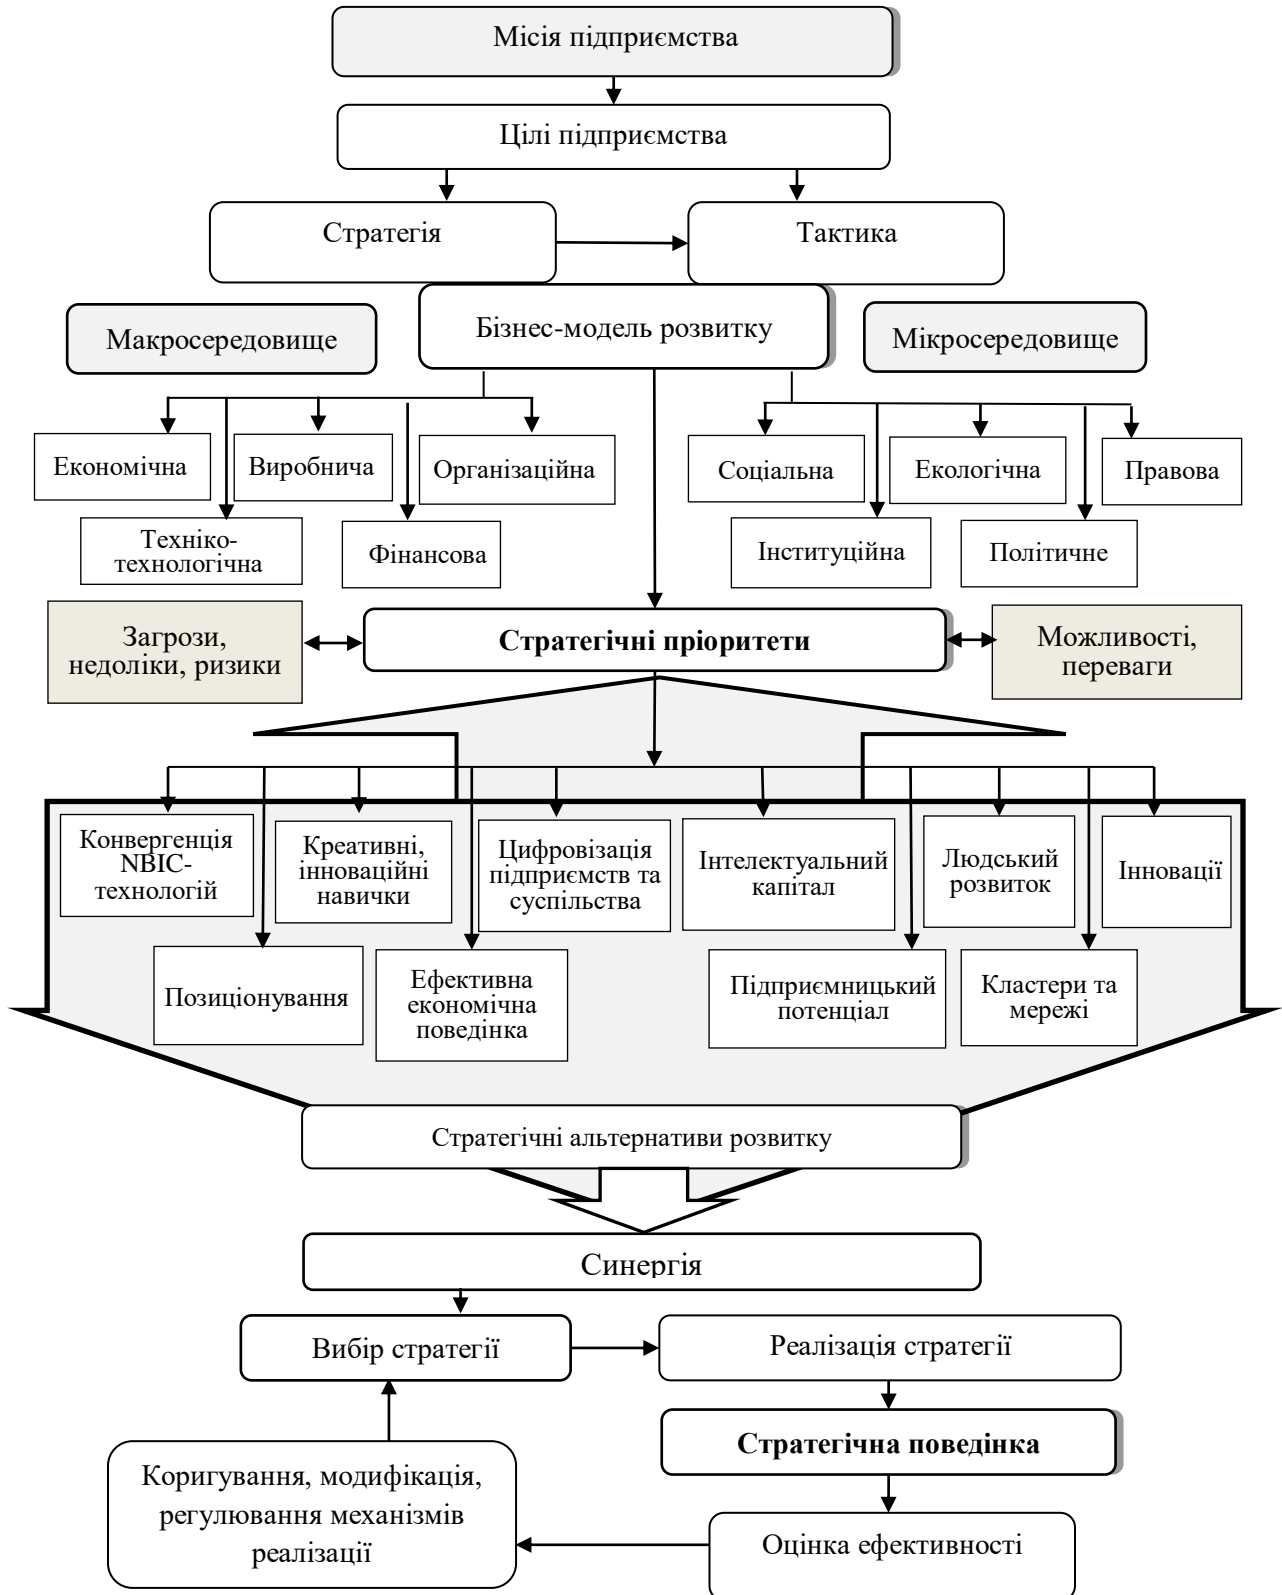 Місія підприємства
Цілі підприємства
Стратегія
Тактика
Бізнес-модель розвитку
Макросередовище
Мікросередовище
Економічна
Виробнича
Організаційна
Соціальна
Екологічна
Правова
Техніко-
технологічна
Фінансова
Інституційна
Політичне
Загрози,
недоліки, ризики
Стратегічні пріоритети
Можливості,
переваги
Конвергенція
NBIC-
технологій
Креативні,
інноваційні
навички
Цифровізація
підприємств та
суспільства
Інтелектуальний
капітал
Людський
розвиток
Інновації
Позиціонування
Ефективна
економічна
поведінка
Підприємницький
потенціал
Кластери та
мережі
Стратегічні альтернативи розвитку
Синергія
Вибір стратегії
Реалізація стратегії
Стратегічна поведінка
Коригування, модифікація,
регулювання механізмів
реалізації
Оцінка ефективності